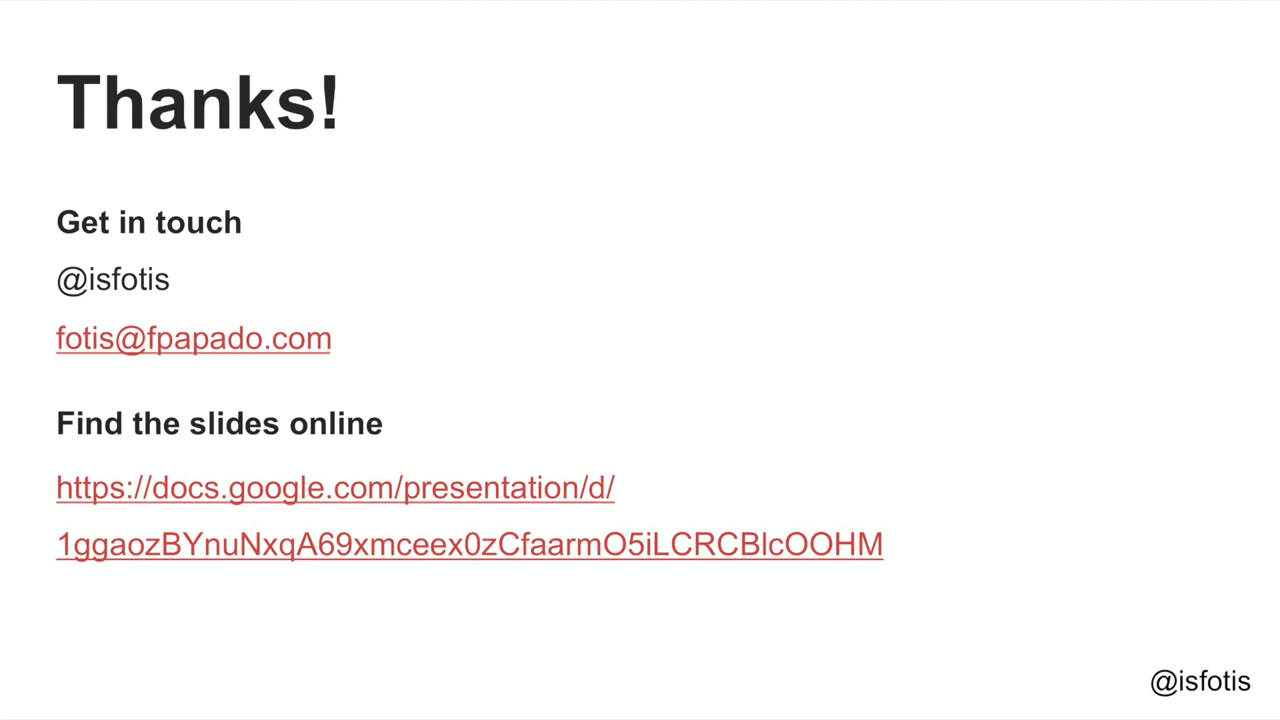 Thanks!
Get in touch
@isfotis
fotis@fpapado.com
Find the slides online
https://docs.google.com/presentation/d/
1ggaozBYnuNxqA69xmceex0zCfaarmO5iLCRCBlcOOHM
@isfotis